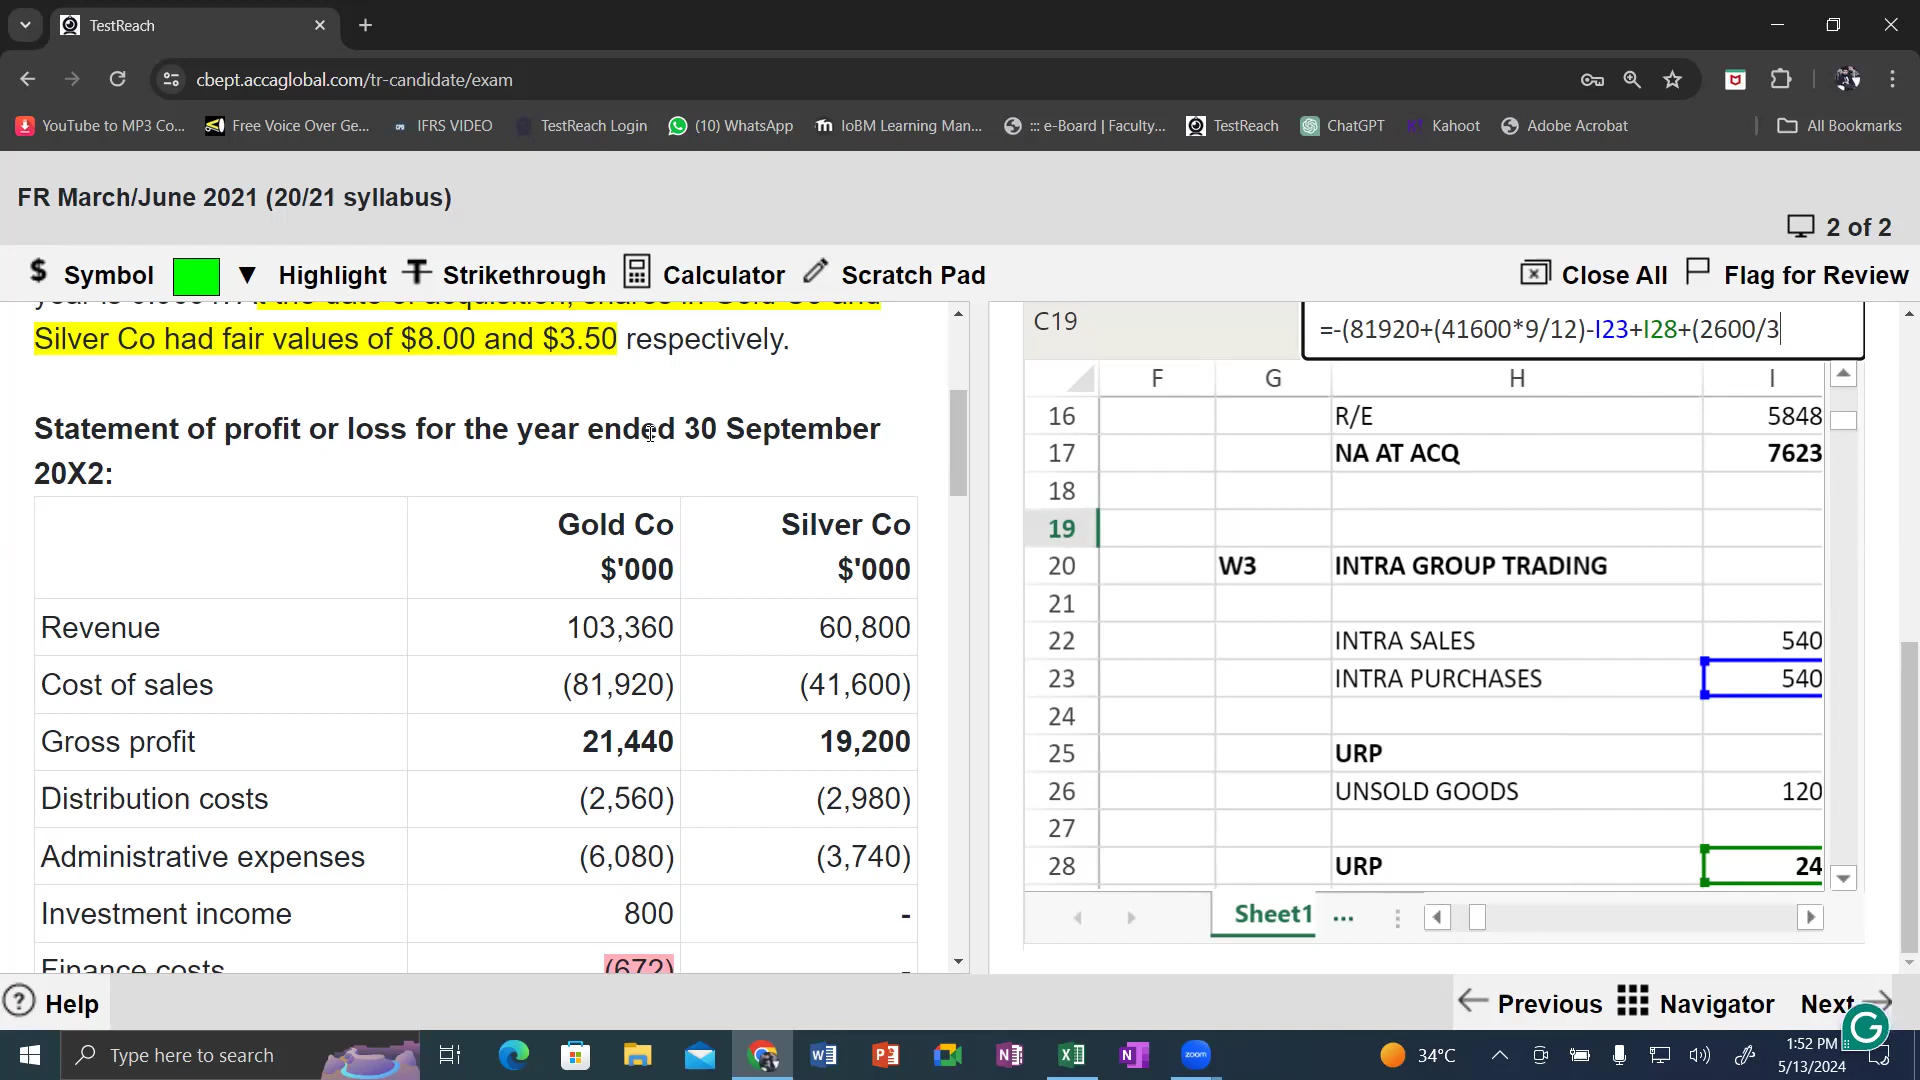 TestReach
cbept.accaglobal.com/tr-candidate/exam
YouTube to MP3 Co...
Free Voice Over Ge...
IFRS VIDEO
TestReach Login
(10) WhatsApp
IoBM Learning Man...
::: e-Board | Faculty...
TestReach
ChatGPT
Kahoot
Adobe Acrobat
All Bookmarks
FR March/June 2021 (20/21 syllabus)
2 of 2
Symbol
Highlight
Strikethrough
Calculator
Scratch Pad
Close All
Flag for Review
Silver Co had fair values of $8.00 and $3.50 respectively.
Statement of profit or loss for the year ended 30 September
20X2:
Gold Co Silver Co
$'000 $'000
Revenue 103,360 60,800
Cost of sales (81,920) (41,600)
Gross profit 21,440 19,200
Distribution costs (2,560) (2,980)
Administrative expenses (6,080) (3,740)
Investment income 800 -
Finance costs (672) -
C19
=-(81920+(41600*9/12)-I23+I28+(2600/3
F G H I
16 R/E 5848
17 NA AT ACQ 7623
18
19
20 W3 INTRA GROUP TRADING
21
22 INTRA SALES 540
23 INTRA PURCHASES 540
24
25 URP
26 UNSOLD GOODS 120
27
28 URP 24
Sheet1 ...
Help
Previous
Navigator
Next
Type here to search
zoom
34°C
1:52 PM
5/13/2024